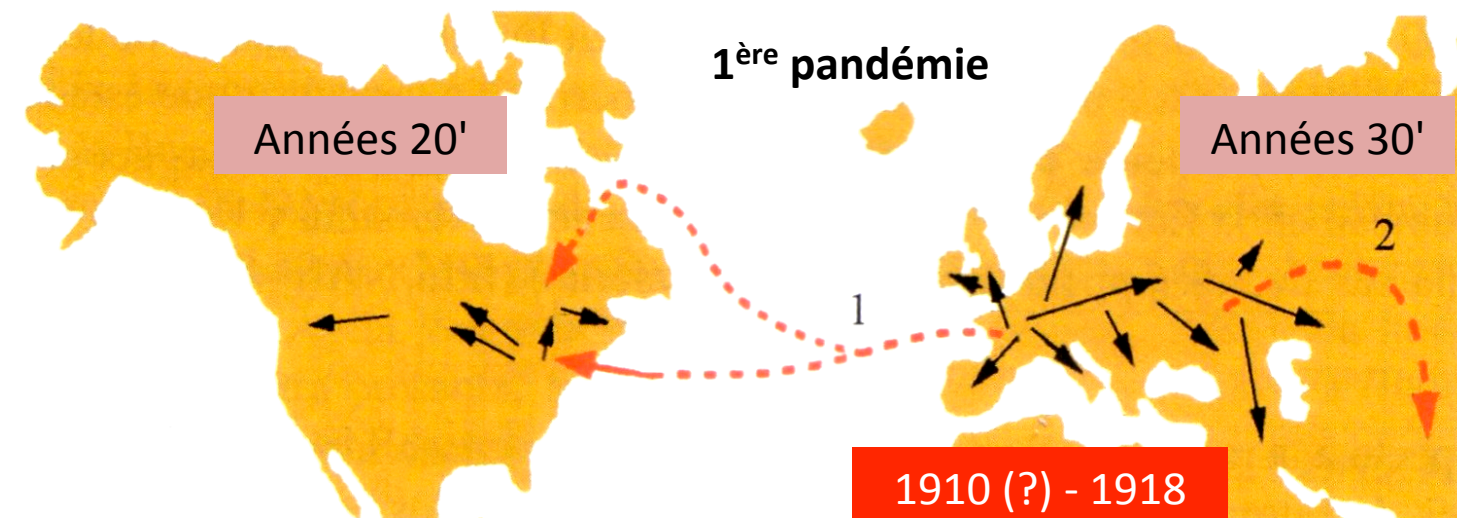 1ère pandémie
Années 20'
Années 30'
1
2
1910 (?) - 1918